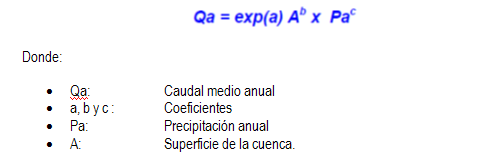 Qa = exp(a) A^b x Pa^c
Donde:
• Qa: Caudal medio anual
• a, b y c : Coeficientes
• Pa: Precipitación anual
• A: Superficie de la cuenca.